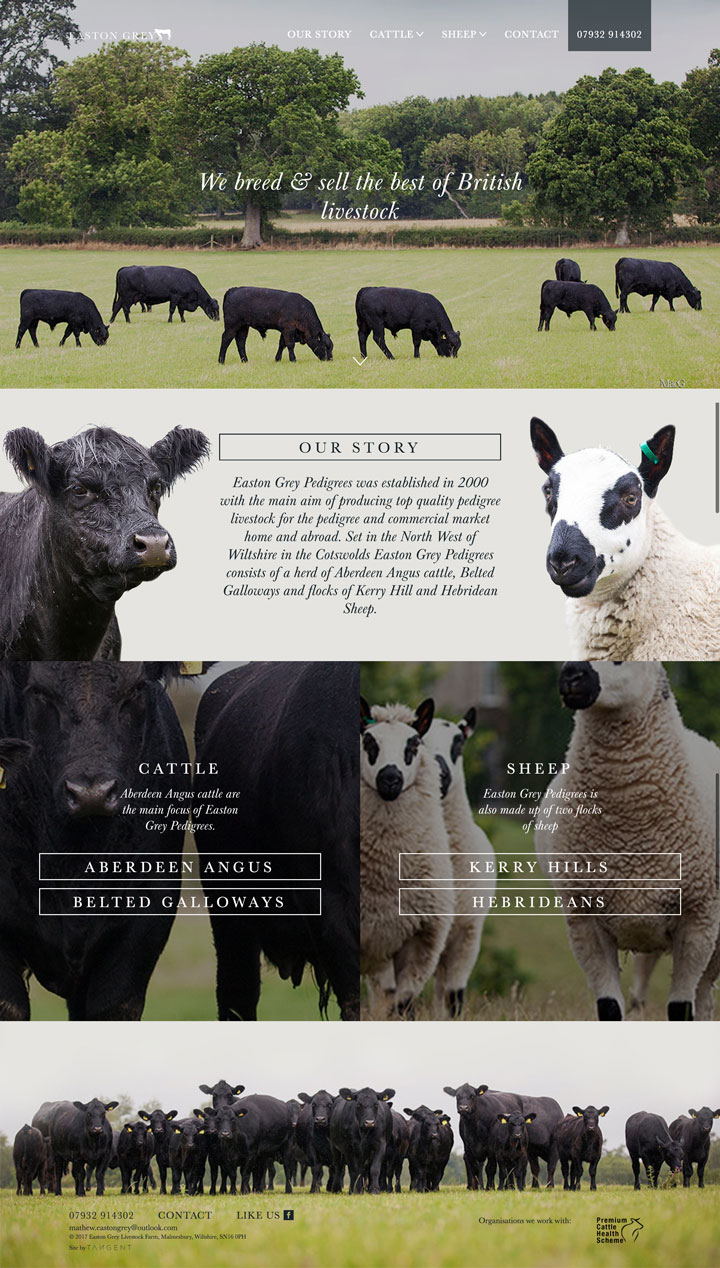 EASTON GREY
OUR STORY
CATTLE
SHEEP
CONTACT
07932 914302
We breed & sell the best of British
livestock
MacG
OUR STORY
Easton Grey Pedigrees was established in 2000
with the main aim of producing top quality pedigree
livestock for the pedigree and commercial market
home and abroad. Set in the North West of
Wiltshire in the Cotswolds Easton Grey Pedigrees
consists of a herd of Aberdeen Angus cattle, Belted
Galloways and flocks of Kerry Hill and Hebridean
Sheep.
CATTLE
Aberdeen Angus cattle are
the main focus of Easton
Grey Pedigrees.
ABERDEEN ANGUS
BELTED GALLOWAYS
SHEEP
Easton Grey Pedigrees is
also made up of two flocks
of sheep
KERRY HILLS
HEBRIDEANS
07932 914302
CONTACT
LIKE US
mathew.eastongrey@outlook.com
© 2017 Easton Grey Livestock Farm, Malmesbury, Wiltshire, SN16 0PH
Site by TANGENT
Organisations we work with:
Premium
Cattle
Health
Scheme